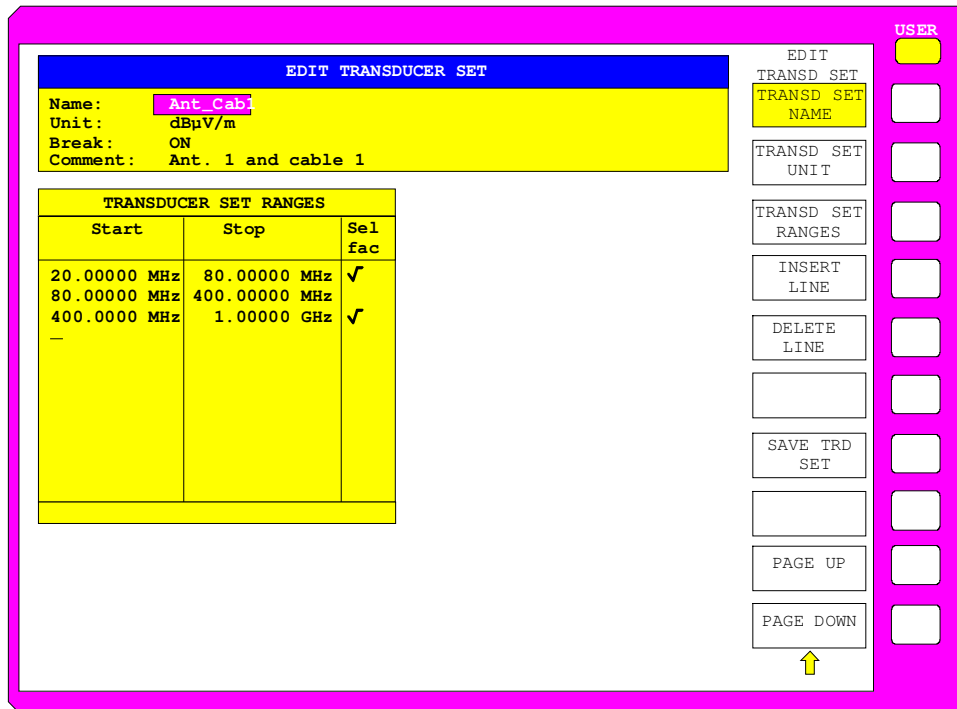 USER
EDIT TRANSDUCER SET
Name: Ant_Cab1
Unit: dBµV/m
Break: ON
Comment: Ant. 1 and cable 1
TRANSDUCER SET RANGES
Start Stop Sel
fac
20.00000 MHz 80.00000 MHz √
80.00000 MHz 400.00000 MHz
400.0000 MHz 1.00000 GHz √
_
EDIT
TRANSD SET
TRANSD SET
NAME
TRANSD SET
UNIT
TRANSD SET
RANGES
INSERT
LINE
DELETE
LINE
SAVE TRD
SET
PAGE UP
PAGE DOWN